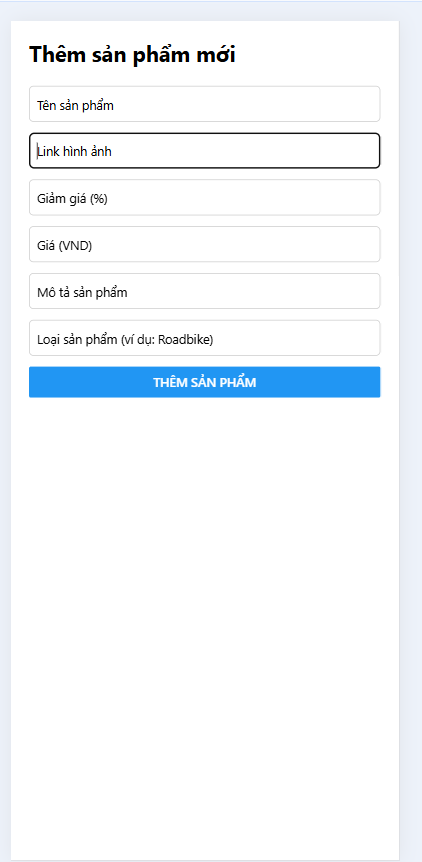 Thêm sản phẩm mới
Tên sản phẩm
Link hình ảnh
Giảm giá (%)
Giá (VND)
Mô tả sản phẩm
Loại sản phẩm (ví dụ: Roadbike)
THÊM SẢN PHẨM